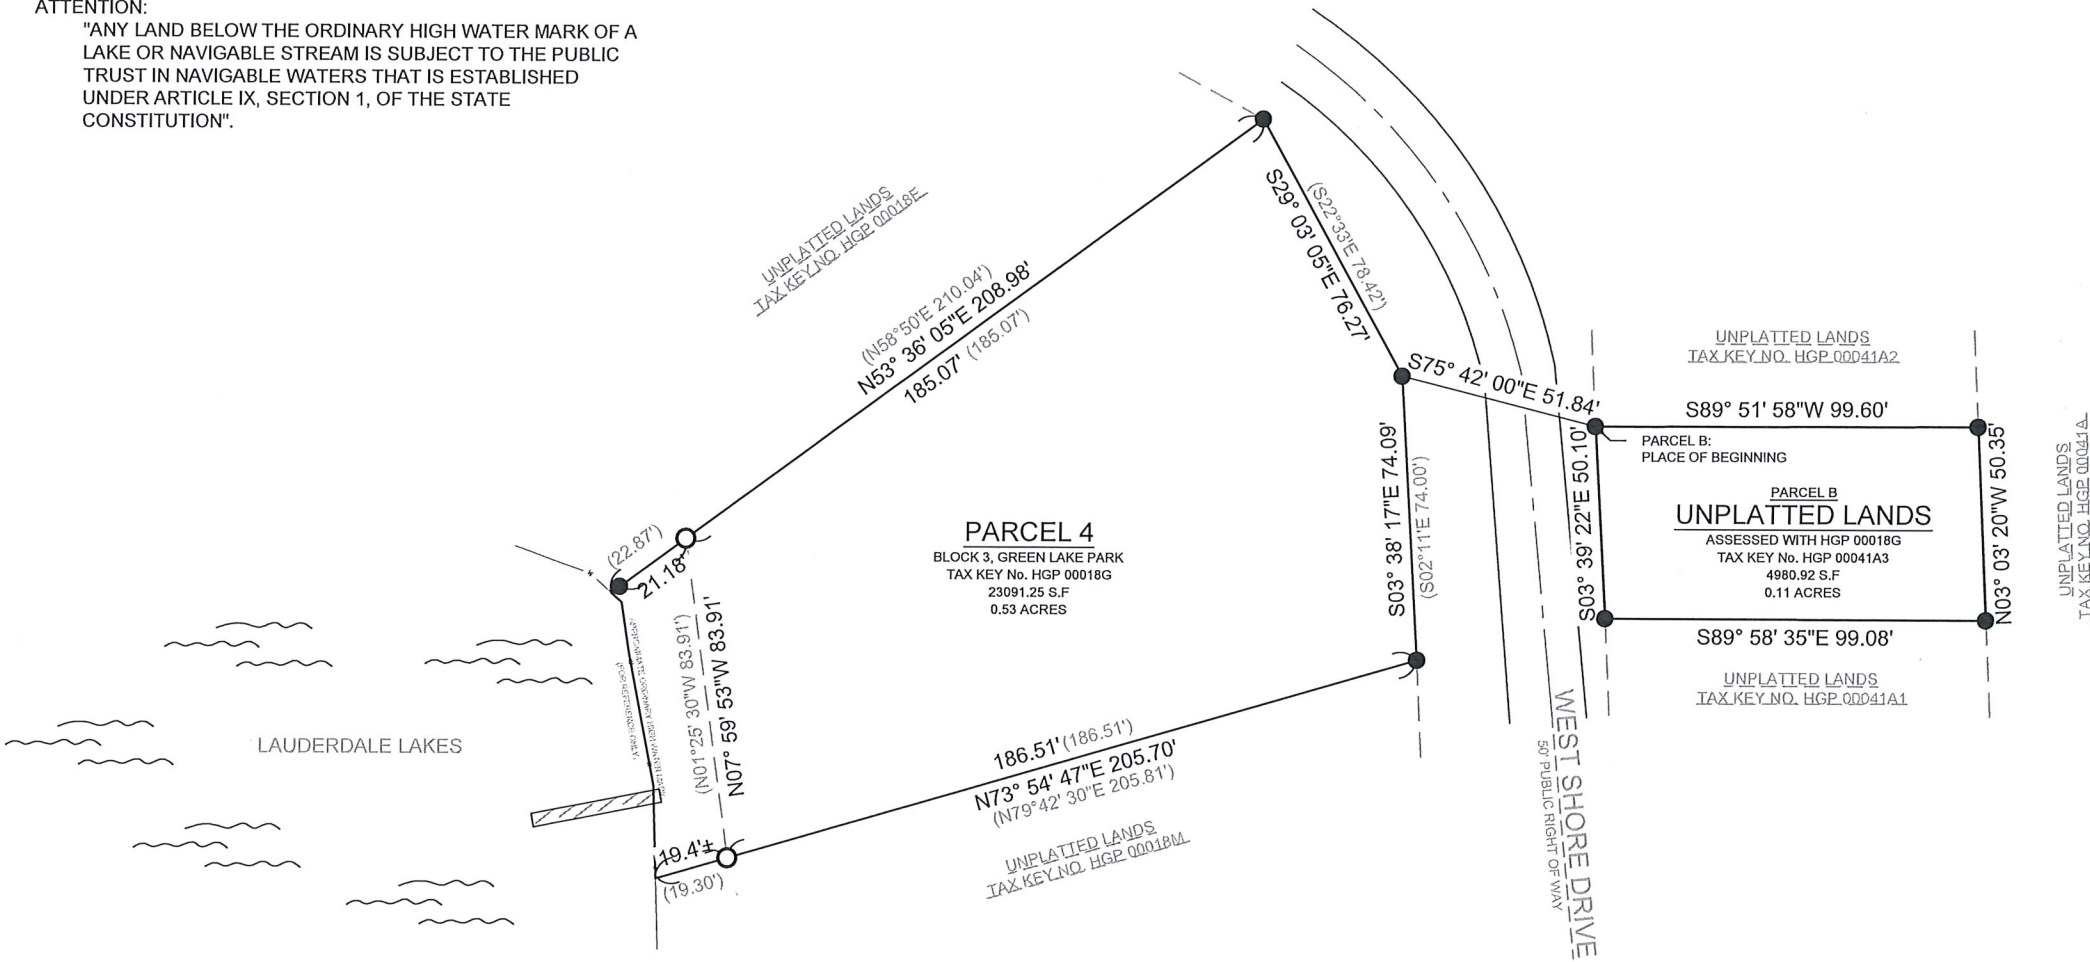 ATTENTION:
"ANY LAND BELOW THE ORDINARY HIGH WATER MARK OF A
LAKE OR NAVIGABLE STREAM IS SUBJECT TO THE PUBLIC
TRUST IN NAVIGABLE WATERS THAT IS ESTABLISHED
UNDER ARTICLE IX, SECTION 1, OF THE STATE
CONSTITUTION".
UNPLATTED LANDS
TAX KEY NO. HGP 00018E
(N58°50'E 210.04')
N53° 36' 05"E 208.98'
185.07' (185.07')
(S22°33'E 78.42')
S29° 03' 05"E 76.27'
S75° 42' 00"E 51.84'
UNPLATTED LANDS
TAX KEY NO. HGP 00041A2
S89° 51' 58"W 99.60'
PARCEL B:
PLACE OF BEGINNING
PARCEL B
UNPLATTED LANDS
ASSESSED WITH HGP 00018G
TAX KEY No. HGP 00041A3
4980.92 S.F
0.11 ACRES
S03° 39' 22"E 50.10'
N03° 03' 20"W 50.35'
UNPLATTED LANDS
TAX KEY NO. HGP 00041A
S89° 58' 35"E 99.08'
UNPLATTED LANDS
TAX KEY NO. HGP 00041A1
S03° 38' 17"E 74.09'
(S02°11'E 74.00')
PARCEL 4
BLOCK 3, GREEN LAKE PARK
TAX KEY No. HGP 00018G
23091.25 S.F
0.53 ACRES
(22.87')
21.18'
APPROXIMATE ORDINARY HIGH WATER MARK
(FOR REFERENCE ONLY)
(N01°25' 30"W 83.91')
N07° 59' 53"W 83.91'
LAUDERDALE LAKES
186.51' (186.51')
N73° 54' 47"E 205.70'
(N79°42' 30"E 205.81')
19.4'±
(19.30')
UNPLATTED LANDS
TAX KEY NO. HGP 00018M
WEST SHORE DRIVE
50' PUBLIC RIGHT OF WAY